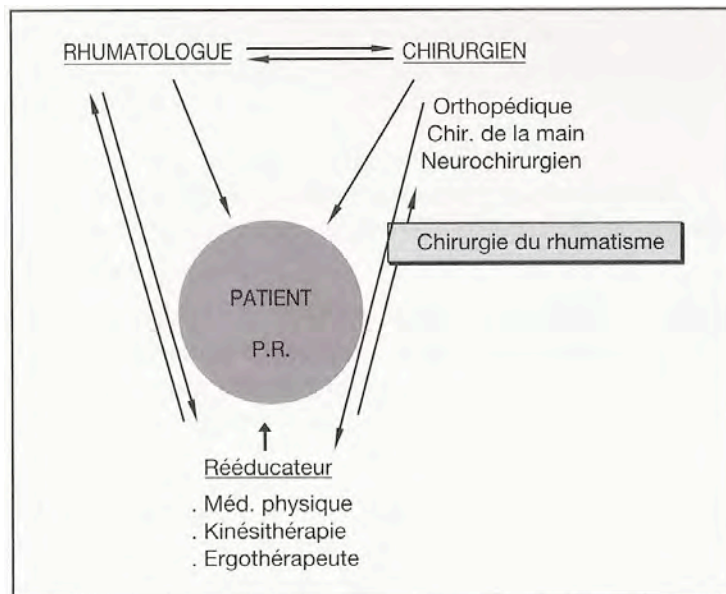 RHUMATOLOGUE
CHIRURGIEN
Orthopédique
Chir. de la main
Neurochirurgien
Chirurgie du rhumatisme
PATIENT
P.R.
Rééducateur
. Méd. physique
. Kinésithérapie
. Ergothérapeute